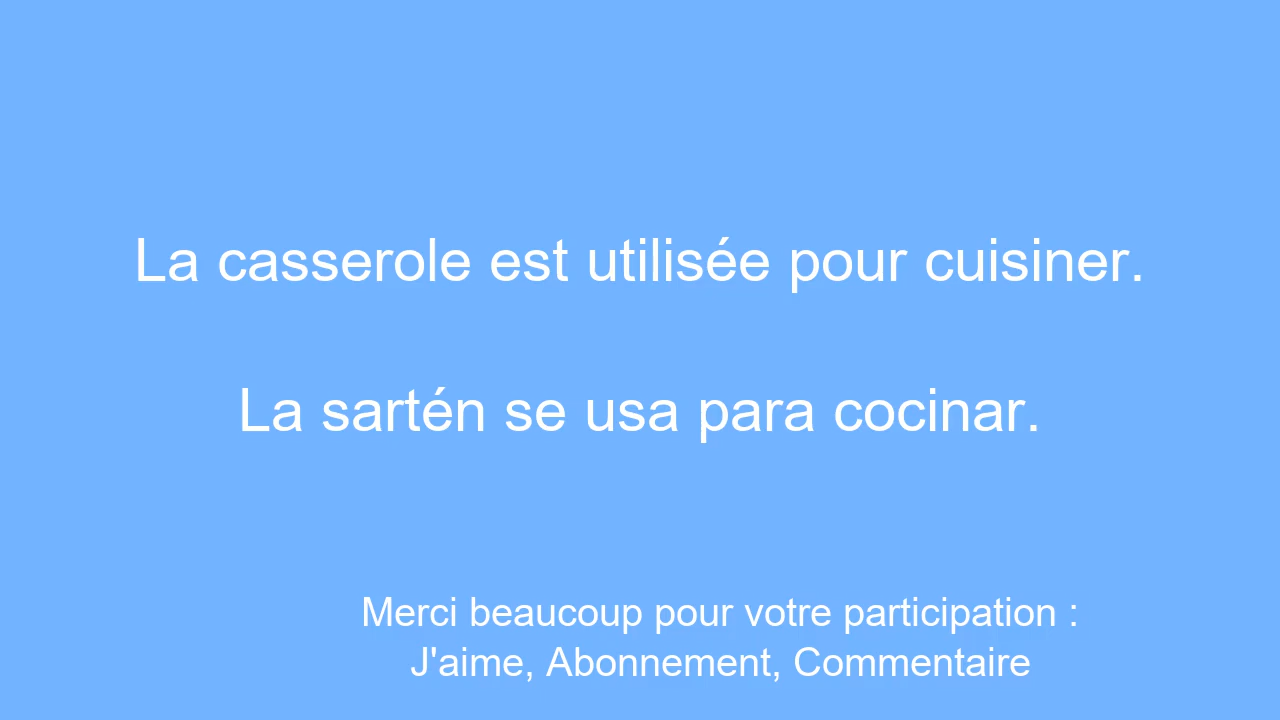 La casserole est utilisée pour cuisiner.
La sartén se usa para cocinar.
Merci beaucoup pour votre participation :
J'aime, Abonnement, Commentaire